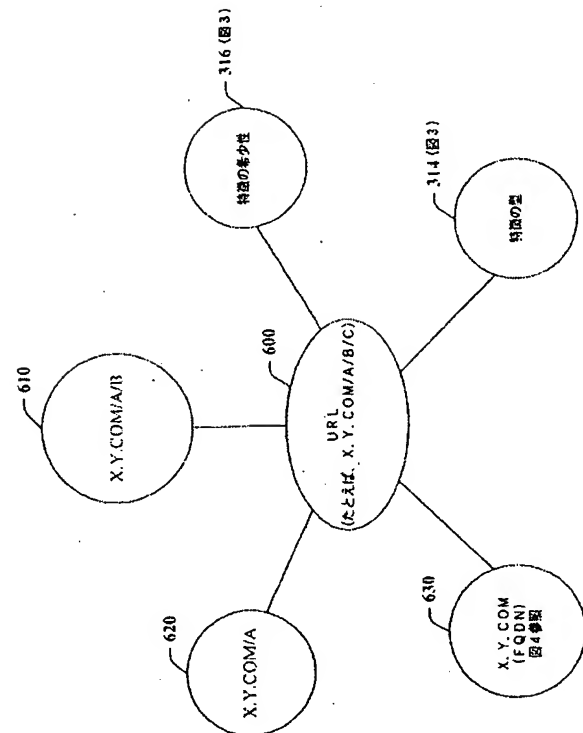 610
X.Y.COM/A/B
316 (図3)
特徴の希少性
620
X.Y.COM/A
600
URL
(たとえば、X.Y.COM/A/B/C)
630
X.Y.COM
(FQDN)
図4参照
314 (図3)
特徴の型